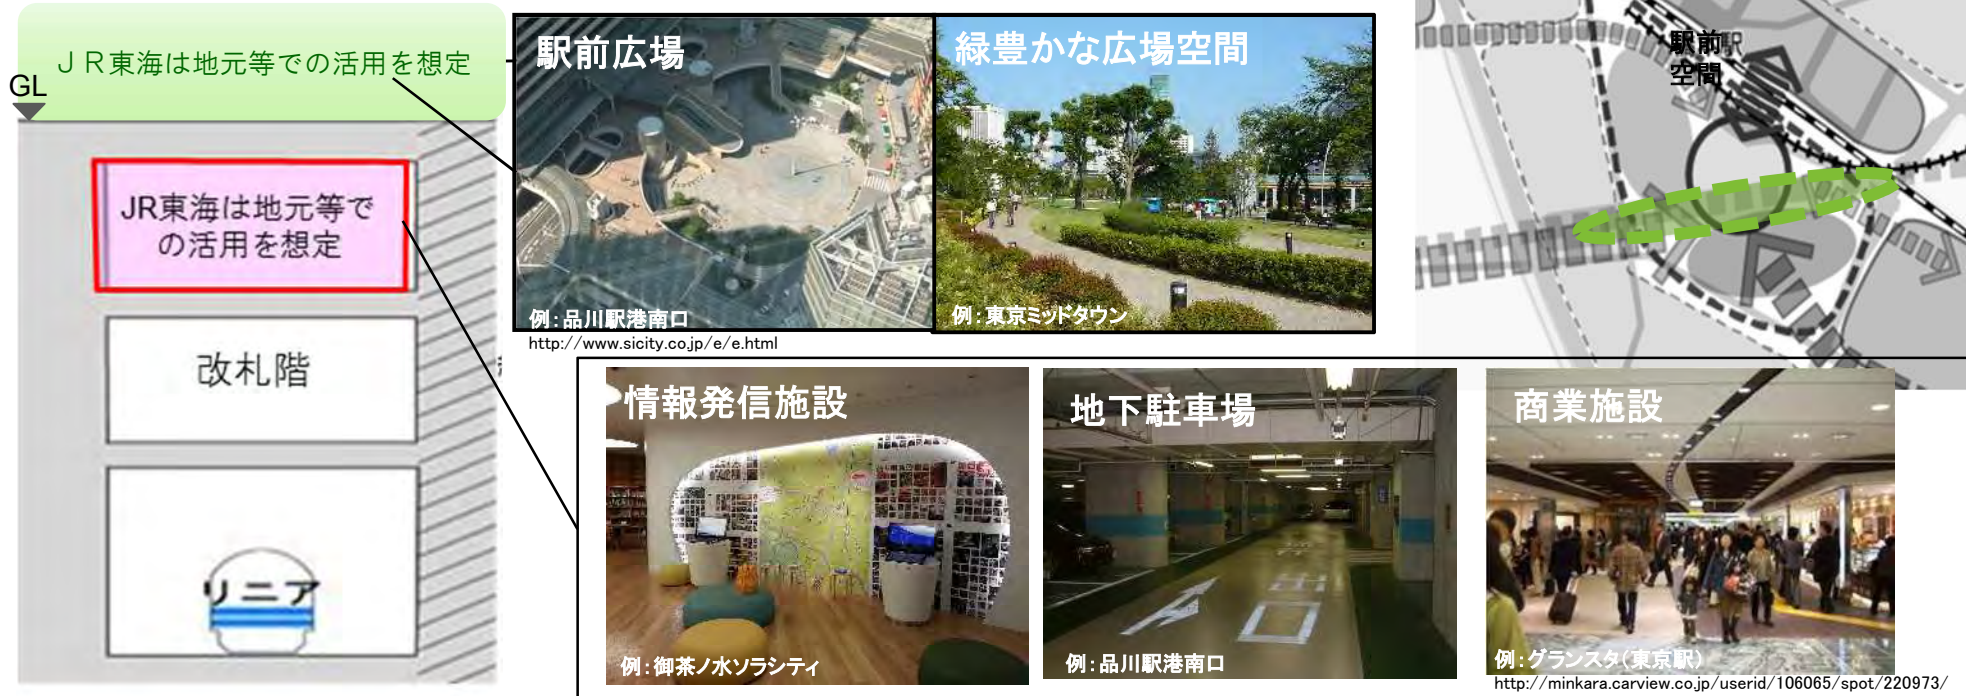 ＪＲ東海は地元等での活用を想定
GL
JR東海は地元等で
の活用を想定
改札階
リニア
駅前広場
例：品川駅港南口
http://www.sicity.co.jp/e/e.html
緑豊かな広場空間
例：東京ミッドタウン
駅前駅
空間
情報発信施設
例：御茶ノ水ソラシティ
地下駐車場
例：品川駅港南口
商業施設
例：グランスタ（東京駅）
http://minkara.carview.co.jp/userid/106065/spot/220973/